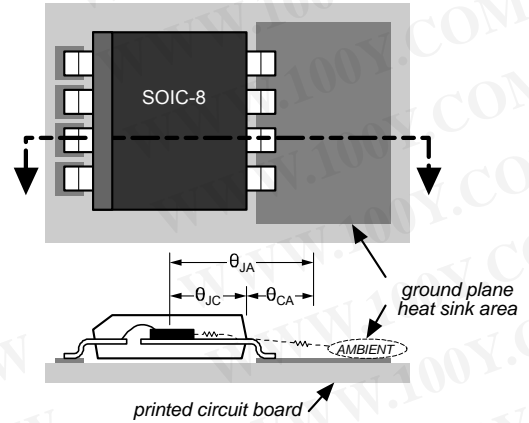 SOIC-8
θJA
θJC
θCA
ground plane
heat sink area
AMBIENT
printed circuit board
WWW.100Y.COM